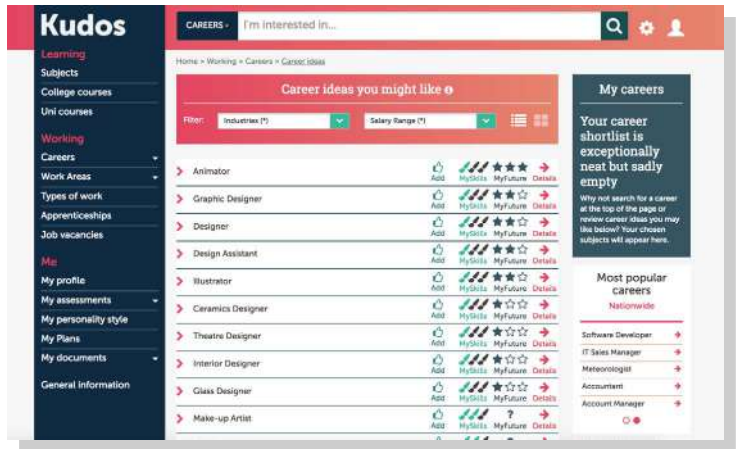 Kudos
CAREERS
I'm interested in...
Learning
Subjects
College courses
Uni courses
Working
Careers
Work Areas
Types of work
Apprenticeships
Job vacancies
Me
My profile
My assessments
My personality style
My Plans
My documents
General information
Home > Working > Careers > Career ideas
Career ideas you might like
Filter: Industries (*) Salary Range (*)
Animator
Add MySkills MyFuture Details
Graphic Designer
Add MySkills MyFuture Details
Designer
Add MySkills MyFuture Details
Design Assistant
Add MySkills MyFuture Details
Illustrator
Add MySkills MyFuture Details
Ceramics Designer
Add MySkills MyFuture Details
Theatre Designer
Add MySkills MyFuture Details
Interior Designer
Add MySkills MyFuture Details
Glass Designer
Add MySkills MyFuture Details
Make-up Artist ?
Add MySkills MyFuture Details
My careers
Your career
shortlist is
exceptionally
neat but sadly
empty
Why not search for a career
at the top of the page or
review career ideas you may
like below? Your chosen
subjects will appear here.
Most popular
careers
Nationwide
Software Developer
IT Sales Manager
Meteorologist
Accountant
Account Manager